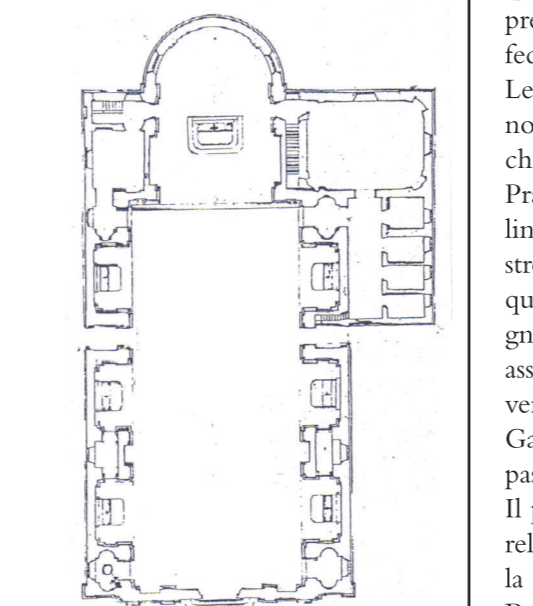 pre
fec
Le
no
ch
Pra
lin
stre
qu
gn
ass
ver
Ga
pas
Il p
rel
la